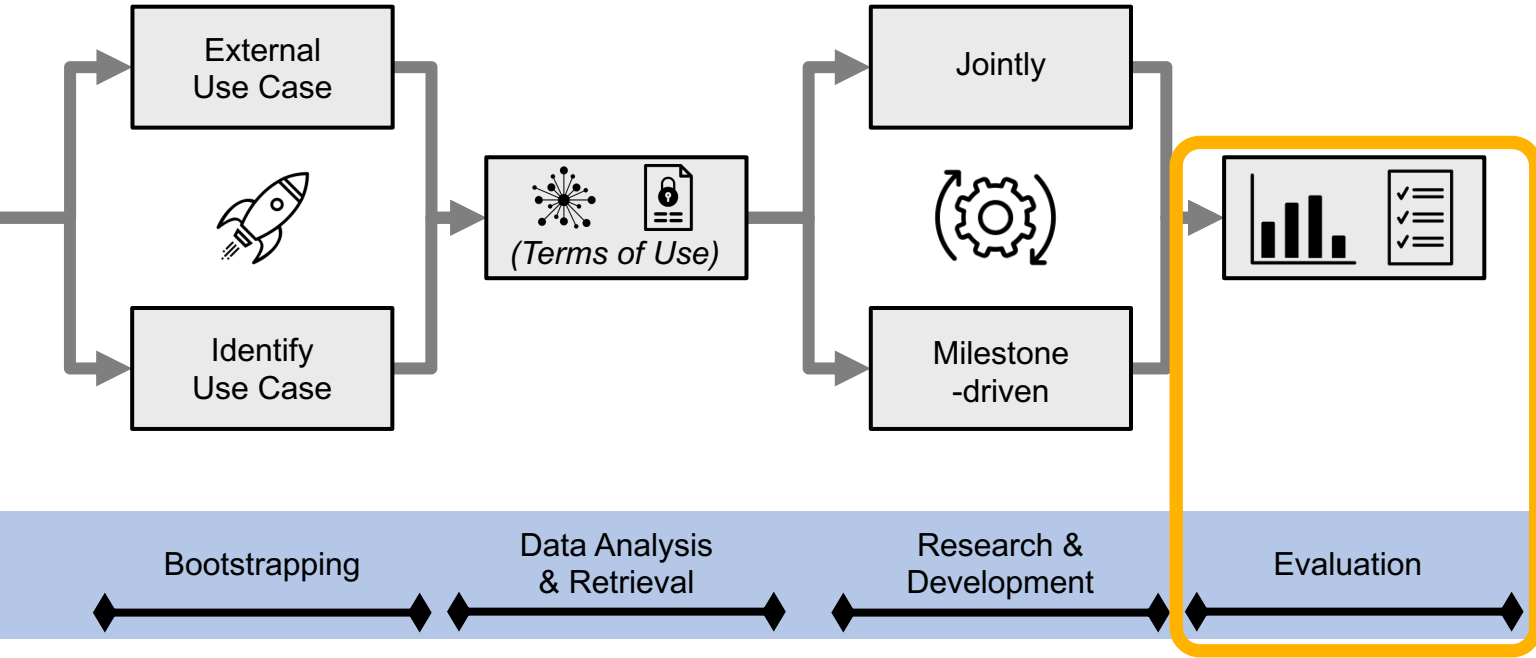 External
Use Case
Jointly
(Terms of Use)
Identify
Use Case
Milestone
-driven
Bootstrapping
Data Analysis
& Retrieval
Research &
Development
Evaluation